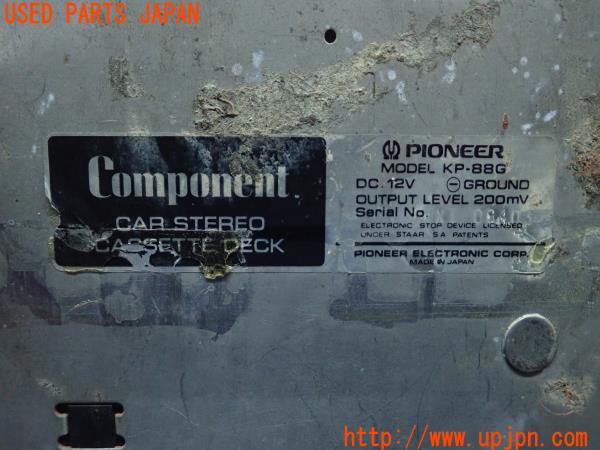 USED PARTS JAPAN
Component
CAR STEREO
CASSETTE DECK
PIONEER
MODEL KP-88G
DC. 12V ⊖ GROUND
OUTPUT LEVEL 200mV
Serial No.
ELECTRONIC STOP DEVICE LICENSED
UNDER STAAR S.A PATENTS
PIONEER ELECTRONIC CORP.
MADE IN JAPAN
http://www.upjpn.com/